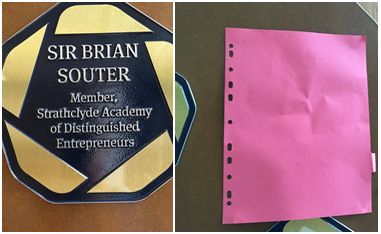 SIR BRIAN
SOUTER
Member,
Strathclyde Academy
of Distinguished
Entrepreneurs